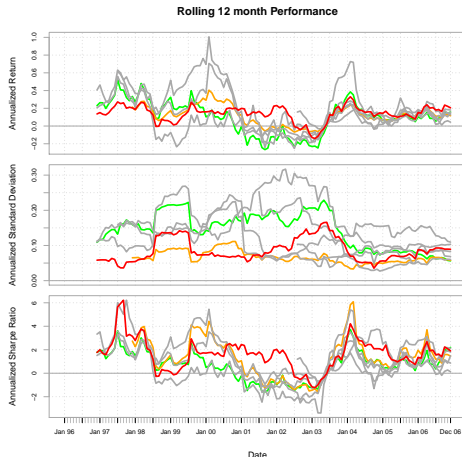 Rolling 12 month Performance
Annualized Return
1.0
0.8
0.6
0.4
0.2
-0.0
-0.2
Annualized Standard Deviation
0.30
0.20
0.10
0.00
Annualized Sharpe Ratio
6
4
2
0
-2
Jan 96 Jan 97 Jan 98 Jan 99 Jan 00 Jan 01 Jan 02 Jan 03 Jan 04 Jan 05 Jan 06 Dec 06
Date